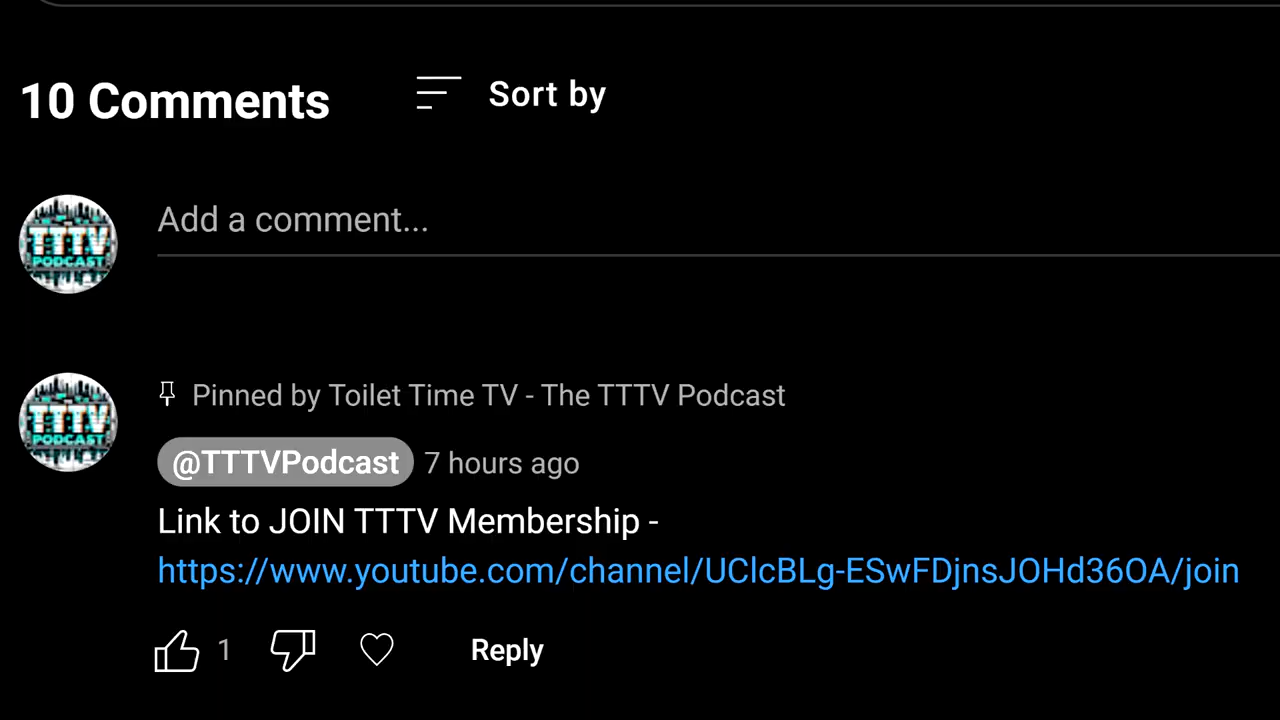 10 Comments
Sort by
TTTV
PODCAST
Add a comment...
TTTV
PODCAST
Pinned by Toilet Time TV - The TTTV Podcast
@TTTVPodcast 7 hours ago
Link to JOIN TTTV Membership -
https://www.youtube.com/channel/UClcBLg-ESwFDjnsJOHd36OA/join
1
Reply